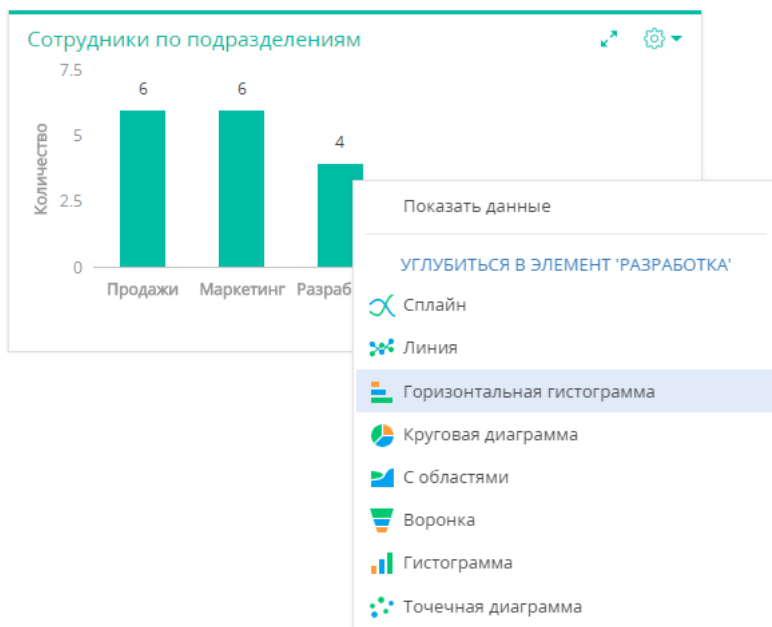 Сотрудники по подразделениям
7.5
6
6
5
4
Количество
2.5
0
Продажи Маркетинг Разраб
Показать данные
УГЛУБИТЬСЯ В ЭЛЕМЕНТ 'РАЗРАБОТКА'
Сплайн
Линия
Горизонтальная гистограмма
Круговая диаграмма
С областями
Воронка
Гистограмма
Точечная диаграмма